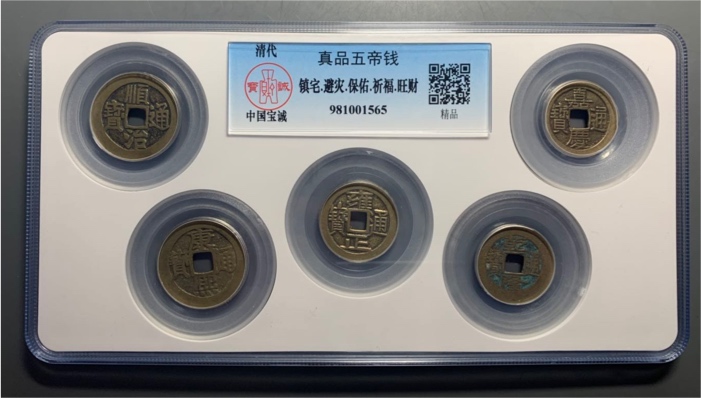 清代
寳 誠
中国宝诚
真品五帝钱
镇宅.避灾.保佑.祈福.旺财
981001565
精品
順治通寶
嘉慶通寶
康熙通寶
雍正通寶
乾隆通寶